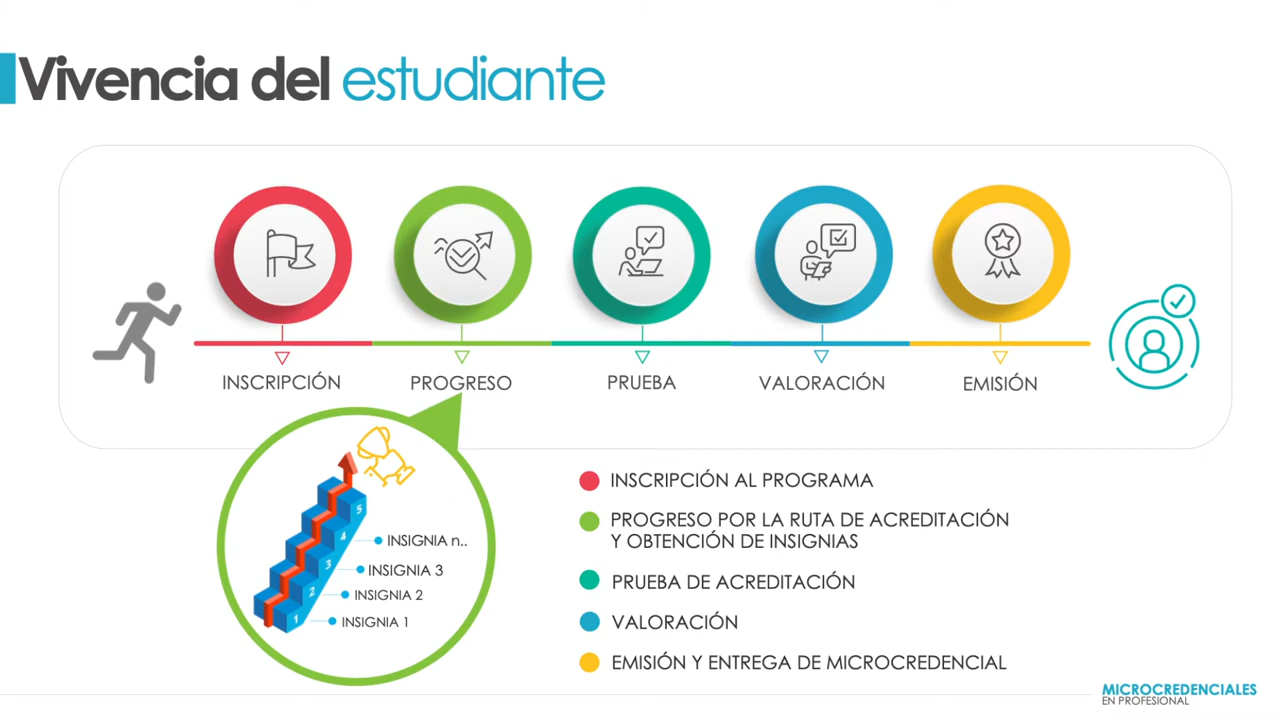 Vivencia del estudiante
INSCRIPCIÓN
PROGRESO
PRUEBA
VALORACIÓN
EMISIÓN
5
4
3
2
1
INSIGNIA n..
INSIGNIA 3
INSIGNIA 2
INSIGNIA 1
INSCRIPCIÓN AL PROGRAMA
PROGRESO POR LA RUTA DE ACREDITACIÓN
Y OBTENCIÓN DE INSIGNIAS
PRUEBA DE ACREDITACIÓN
VALORACIÓN
EMISIÓN Y ENTREGA DE MICROCREDENCIAL
MICROCREDENCIALES
EN PROFESIONAL